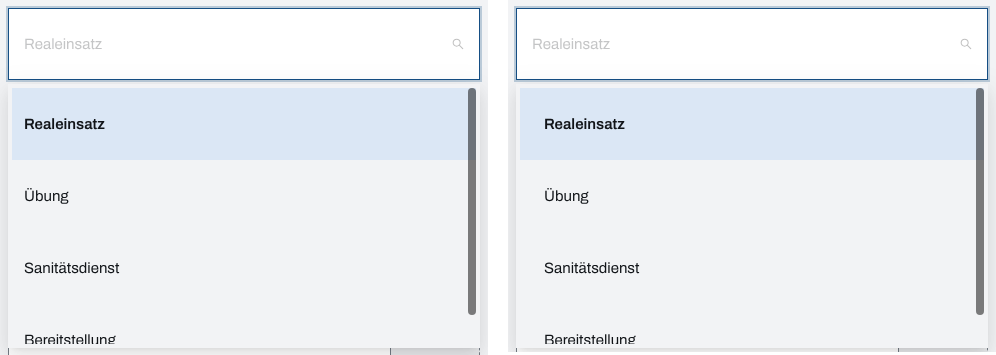 Realeinsatz
Realeinsatz
Übung
Sanitätsdienst
Bereitstellung
Realeinsatz
Realeinsatz
Übung
Sanitätsdienst
Bereitstellung